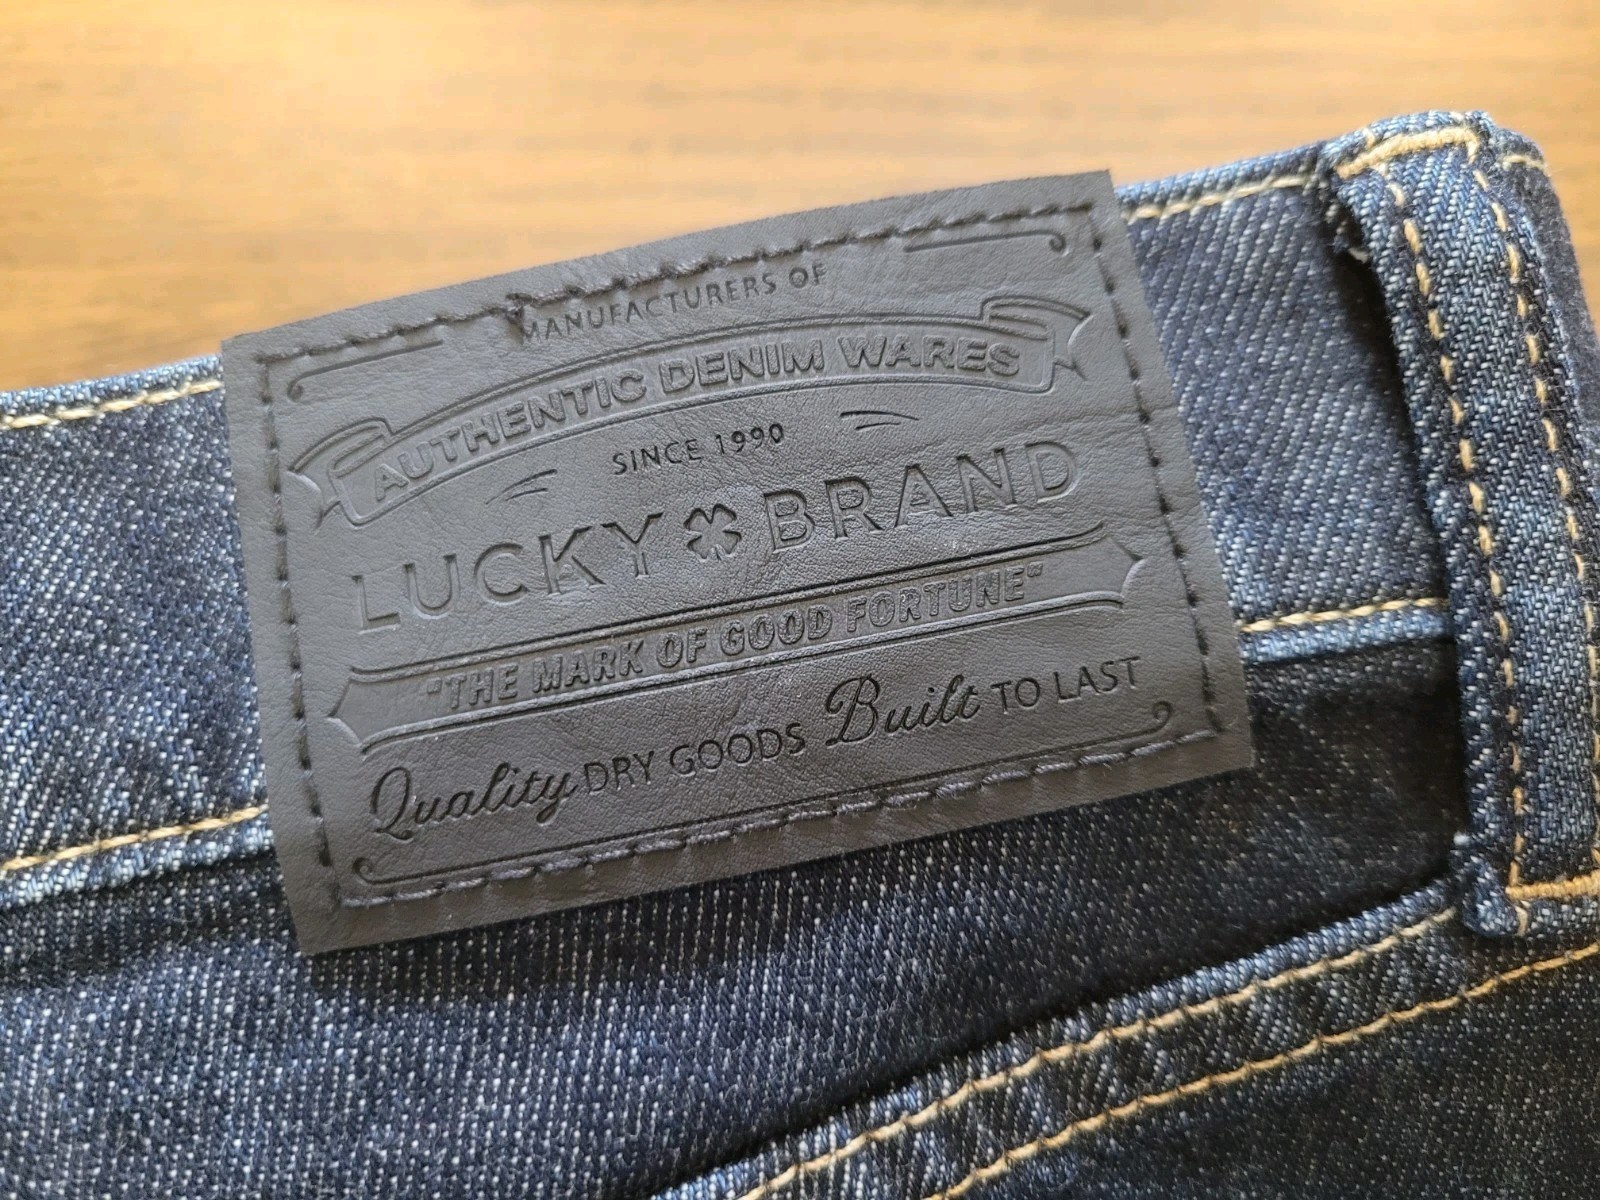 MANUFACTURERS OF
AUTHENTIC DENIM WARES
SINCE 1990
LUCKY BRAND
"THE MARK OF GOOD FORTUNE"
Quality DRY GOODS Built TO LAST